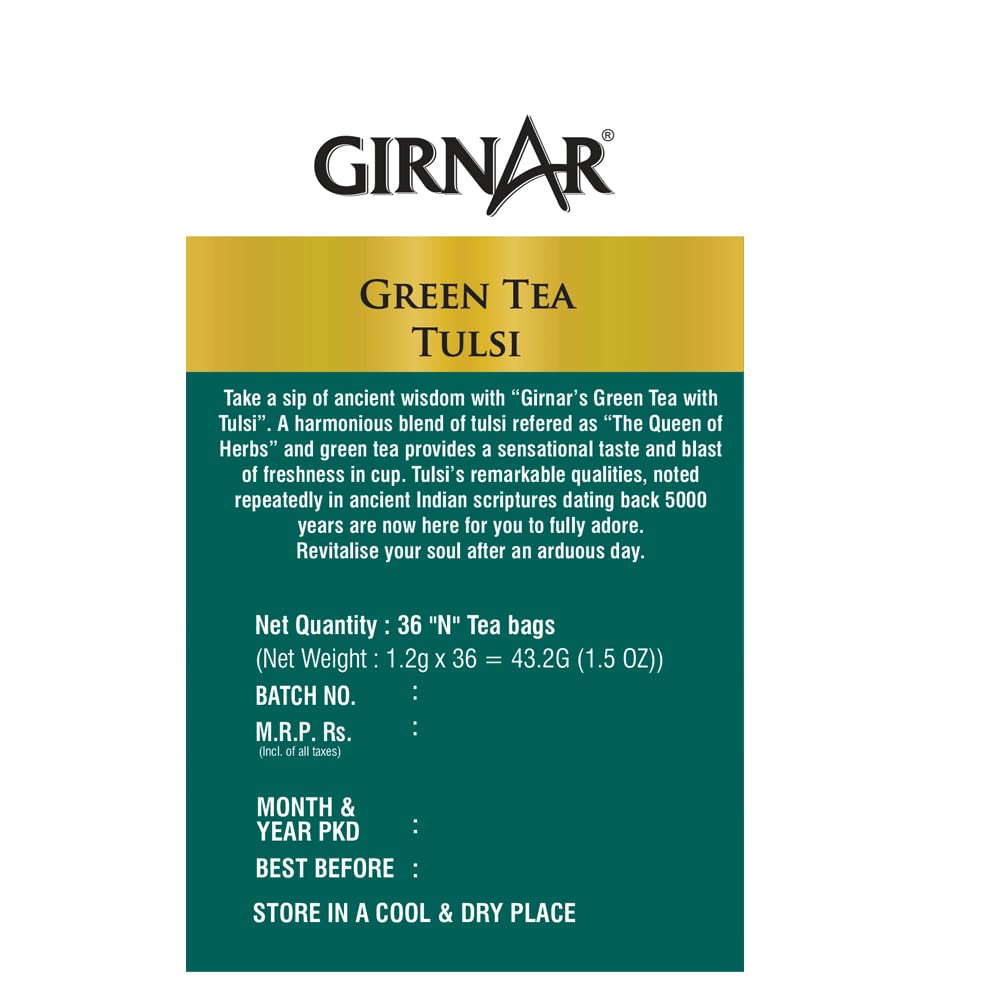 GIRNAR®
GREEN TEA
TULSI
Take a sip of ancient wisdom with “Girnar’s Green Tea with
Tulsi”. A harmonious blend of tulsi refered as “The Queen of
Herbs” and green tea provides a sensational taste and blast
of freshness in cup. Tulsi’s remarkable qualities, noted
repeatedly in ancient Indian scriptures dating back 5000
years are now here for you to fully adore.
Revitalise your soul after an arduous day.
Net Quantity : 36 "N" Tea bags
(Net Weight : 1.2g x 36 = 43.2G (1.5 OZ))
BATCH NO. :
M.R.P. Rs. :
(Incl. of all taxes)
MONTH &
YEAR PKD :
BEST BEFORE :
STORE IN A COOL & DRY PLACE